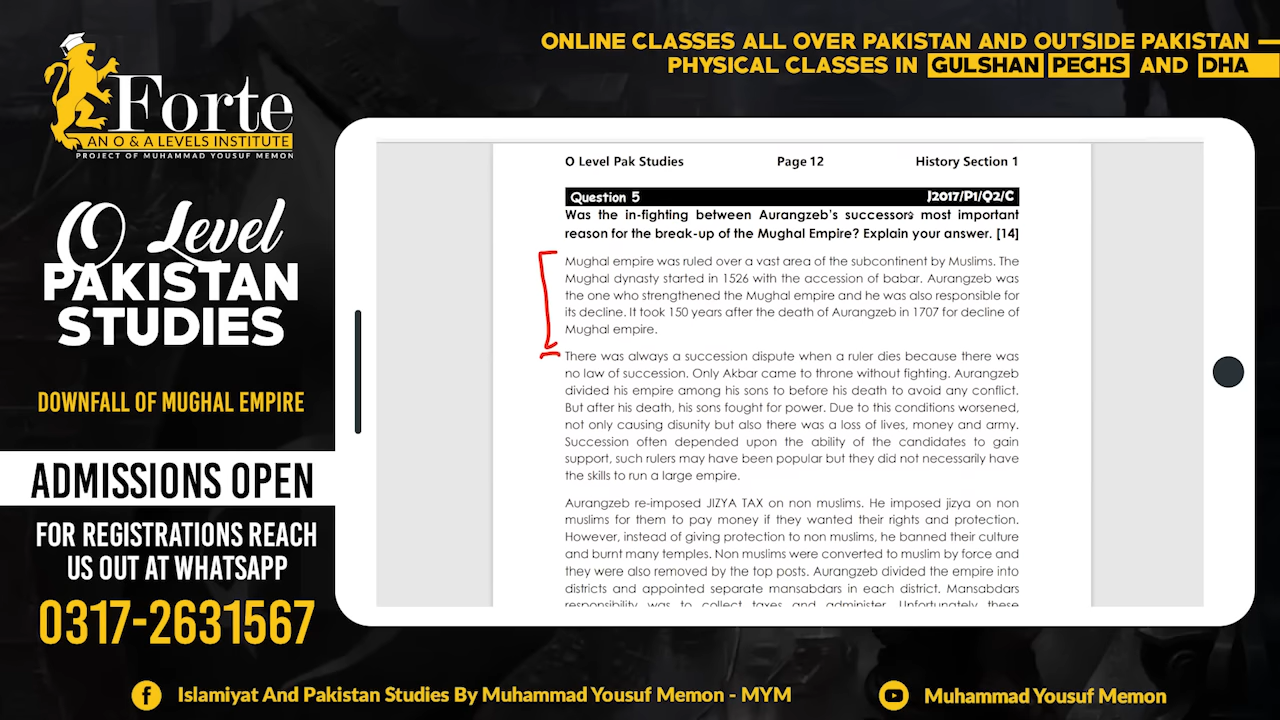 Forte
AN O & A LEVELS INSTITUTE
PROJECT OF MUHAMMAD YOUSUF MEMON
O Level
PAKISTAN
STUDIES
DOWNFALL OF MUGHAL EMPIRE
ADMISSIONS OPEN
FOR REGISTRATIONS REACH
US OUT AT WHATSAPP
0317-2631567
ONLINE CLASSES ALL OVER PAKISTAN AND OUTSIDE PAKISTAN
PHYSICAL CLASSES IN GULSHAN PECHS AND DHA
O Level Pak Studies Page 12 History Section 1
Question 5 J2017/P1/Q2/C
Was the in-fighting between Aurangzeb's successors most important
reason for the break-up of the Mughal Empire? Explain your answer. [14]
Mughal empire was ruled over a vast area of the subcontinent by Muslims. The
Mughal dynasty started in 1526 with the accession of babar. Aurangzeb was
the one who strengthened the Mughal empire and he was also responsible for
its decline. It took 150 years after the death of Aurangzeb in 1707 for decline of
Mughal empire.
There was always a succession dispute when a ruler dies because there was
no law of succession. Only Akbar came to throne without fighting. Aurangzeb
divided his empire among his sons to before his death to avoid any conflict.
But after his death, his sons fought for power. Due to this conditions worsened,
not only causing disunity but also there was a loss of lives, money and army.
Succession often depended upon the ability of the candidates to gain
support, such rulers may have been popular but they did not necessarily have
the skills to run a large empire.
Aurangzeb re-imposed JIZYA TAX on non muslims. He imposed jizya on non
muslims for them to pay money if they wanted their rights and protection.
However, instead of giving protection to non muslims, he banned their culture
and burnt many temples. Non muslims were converted to muslim by force and
they were also removed by the top posts. Aurangzeb divided the empire into
districts and appointed separate mansabdars in each district. Mansabdars
responsibility was to collect taxes and administer. Unfortunately these
Islamiyat And Pakistan Studies By Muhammad Yousuf Memon - MYM
Muhammad Yousuf Memon